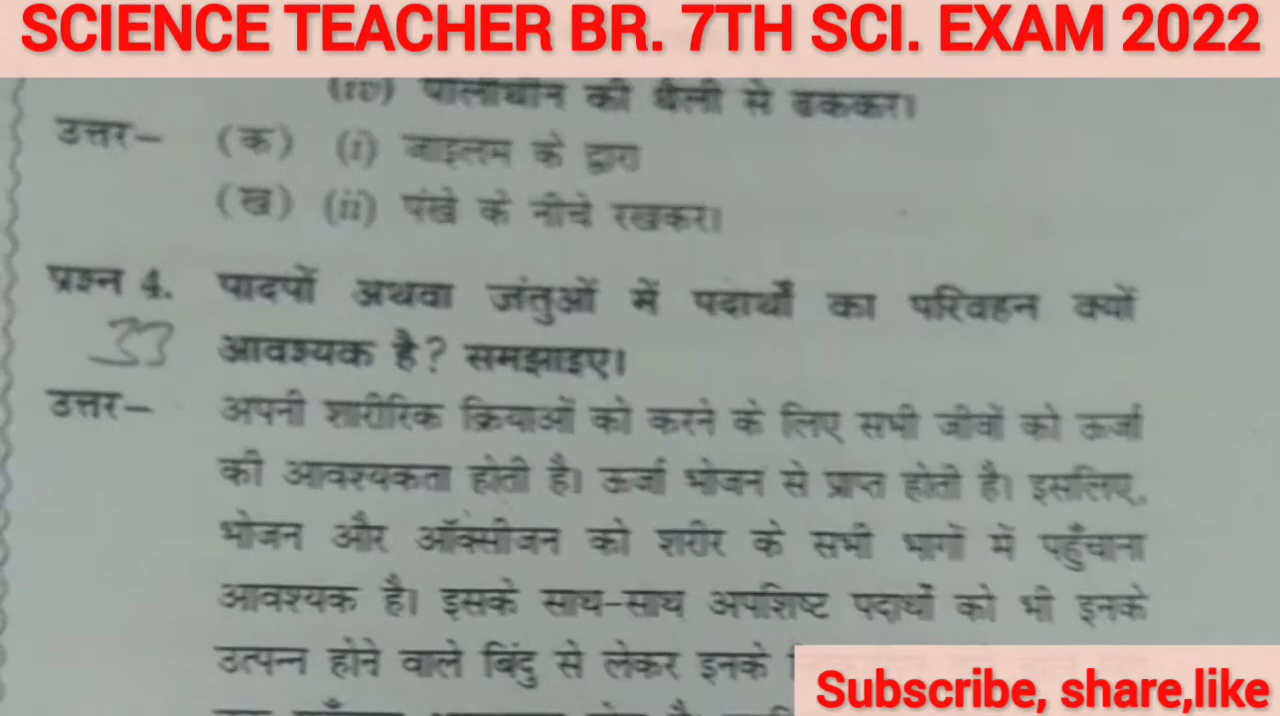 SCIENCE TEACHER BR. 7TH SCI. EXAM 2022
(iv) पॉलीथीन की थैली से ढककर।
उत्तर– (क) (i) जाइलम के द्वारा
(ख) (ii) पंखे के नीचे रखकर।
प्रश्न 4. पादपों अथवा जंतुओं में पदार्थों का परिवहन क्यों
33 आवश्यक है? समझाइए।
उत्तर– अपनी शारीरिक क्रियाओं को करने के लिए सभी जीवों को ऊर्जा
की आवश्यकता होती है। ऊर्जा भोजन से प्राप्त होती है। इसलिए,
भोजन और ऑक्सीजन को शरीर के सभी भागों में पहुँचाना
आवश्यक है। इसके साथ-साथ अपशिष्ट पदार्थों को भी इनके
उत्पन्न होने वाले बिंदु से लेकर इनके
Subscribe, share,like